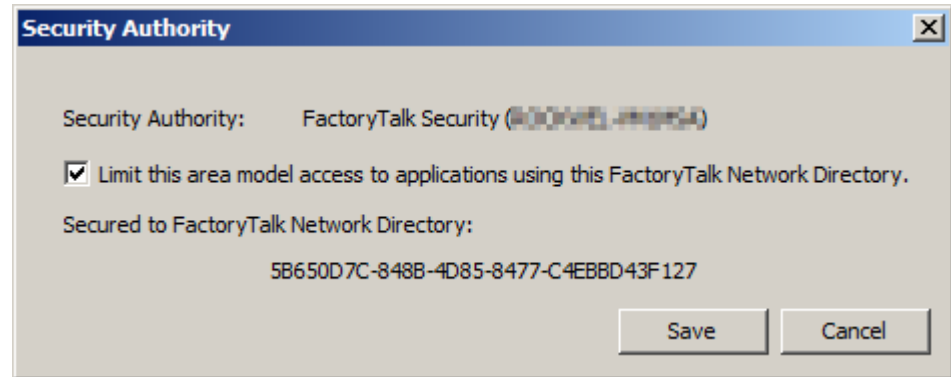 Security Authority
Security Authority: FactoryTalk Security ( )
Limit this area model access to applications using this FactoryTalk Network Directory.
Secured to FactoryTalk Network Directory:
5B650D7C-848B-4D85-8477-C4EBBD43F127
Save Cancel